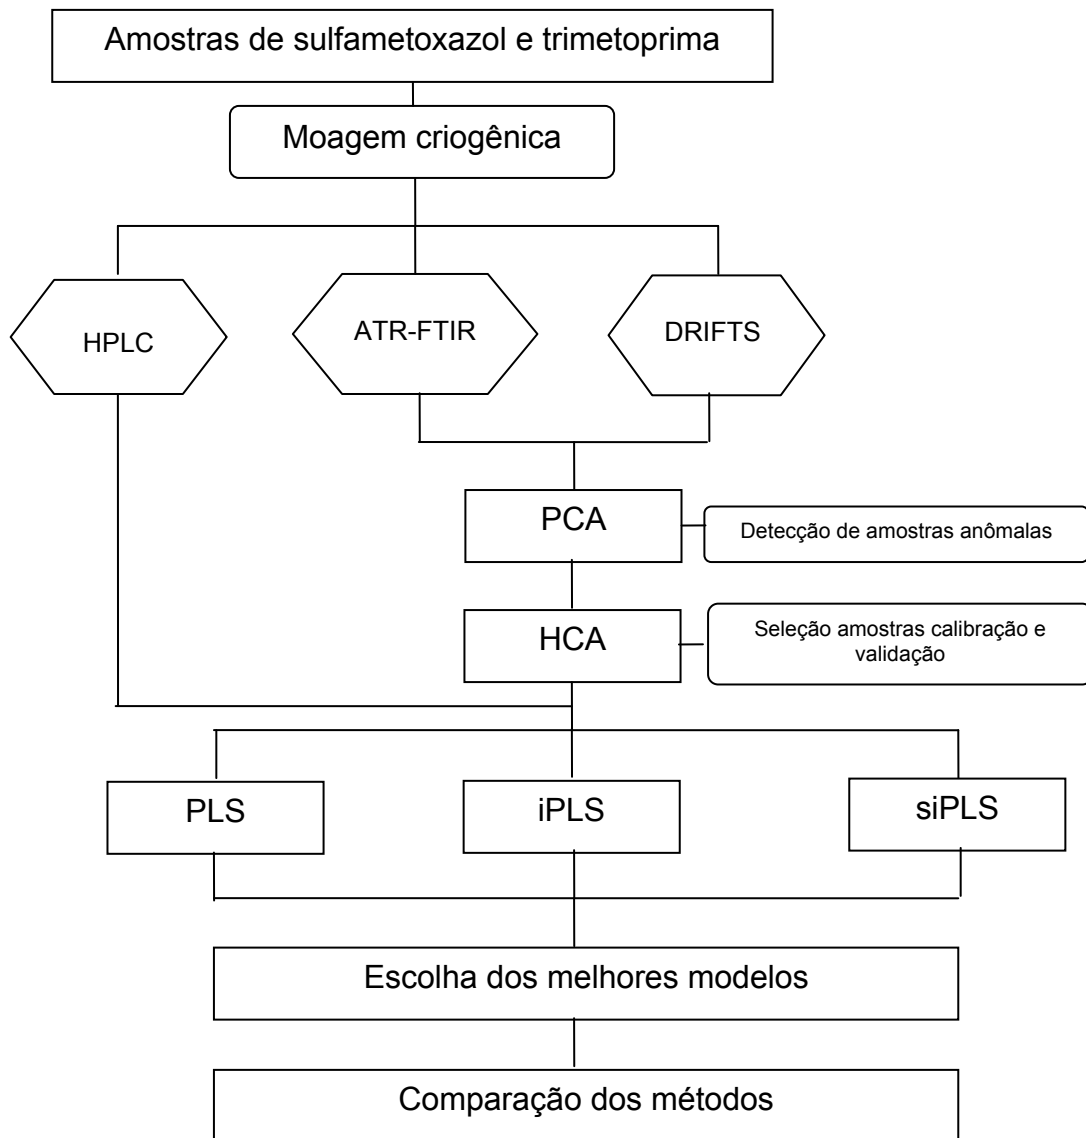 Amostras de sulfametoxazol e trimetoprima
Moagem criogênica
HPLC
ATR-FTIR
DRIFTS
PCA
Detecção de amostras anômalas
HCA
Seleção amostras calibração e
validação
PLS
iPLS
siPLS
Escolha dos melhores modelos
Comparação dos métodos